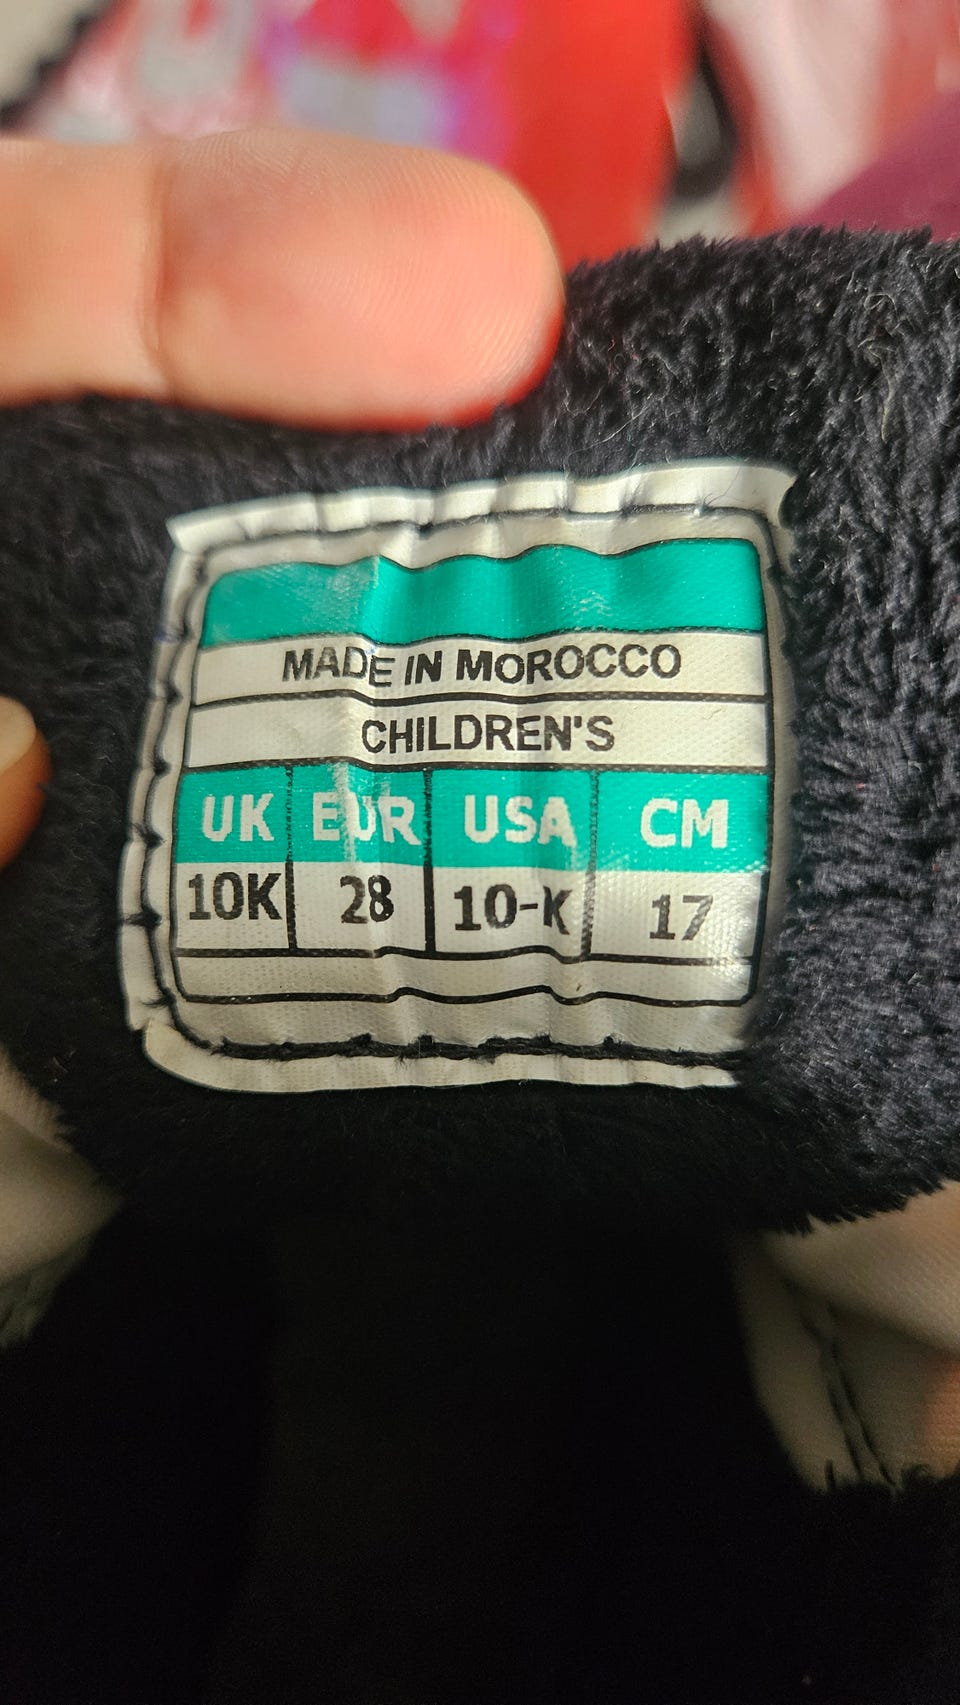 MADE IN MOROCCO
CHILDREN'S
UK EUR USA CM
10K 28 10-K 17